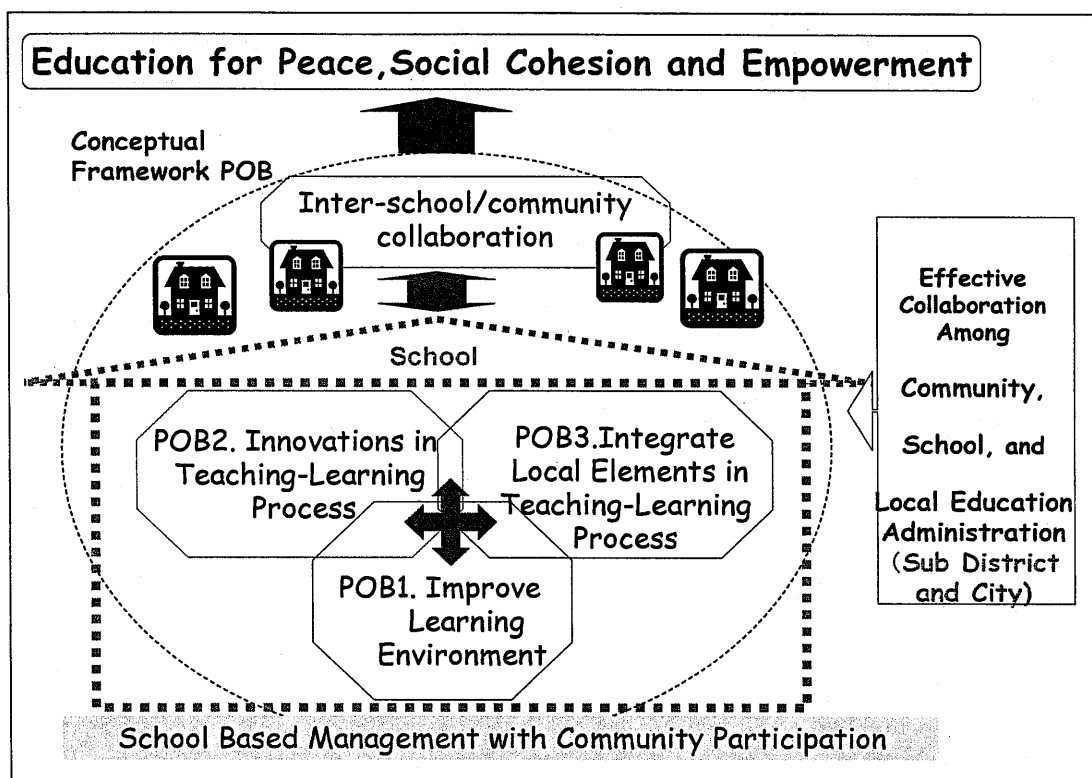 Education for Peace,Social Cohesion and Empowerment
Conceptual
Framework POB
Inter-school/community
collaboration
School
POB2. Innovations in
Teaching-Learning
Process
POB3.Integrate
Local Elements in
Teaching-Learning
Process
POB1. Improve
Learning
Environment
School Based Management with Community Participation
Effective
Collaboration
Among
Community,
School, and
Local Education
Administration
(Sub District
and City)